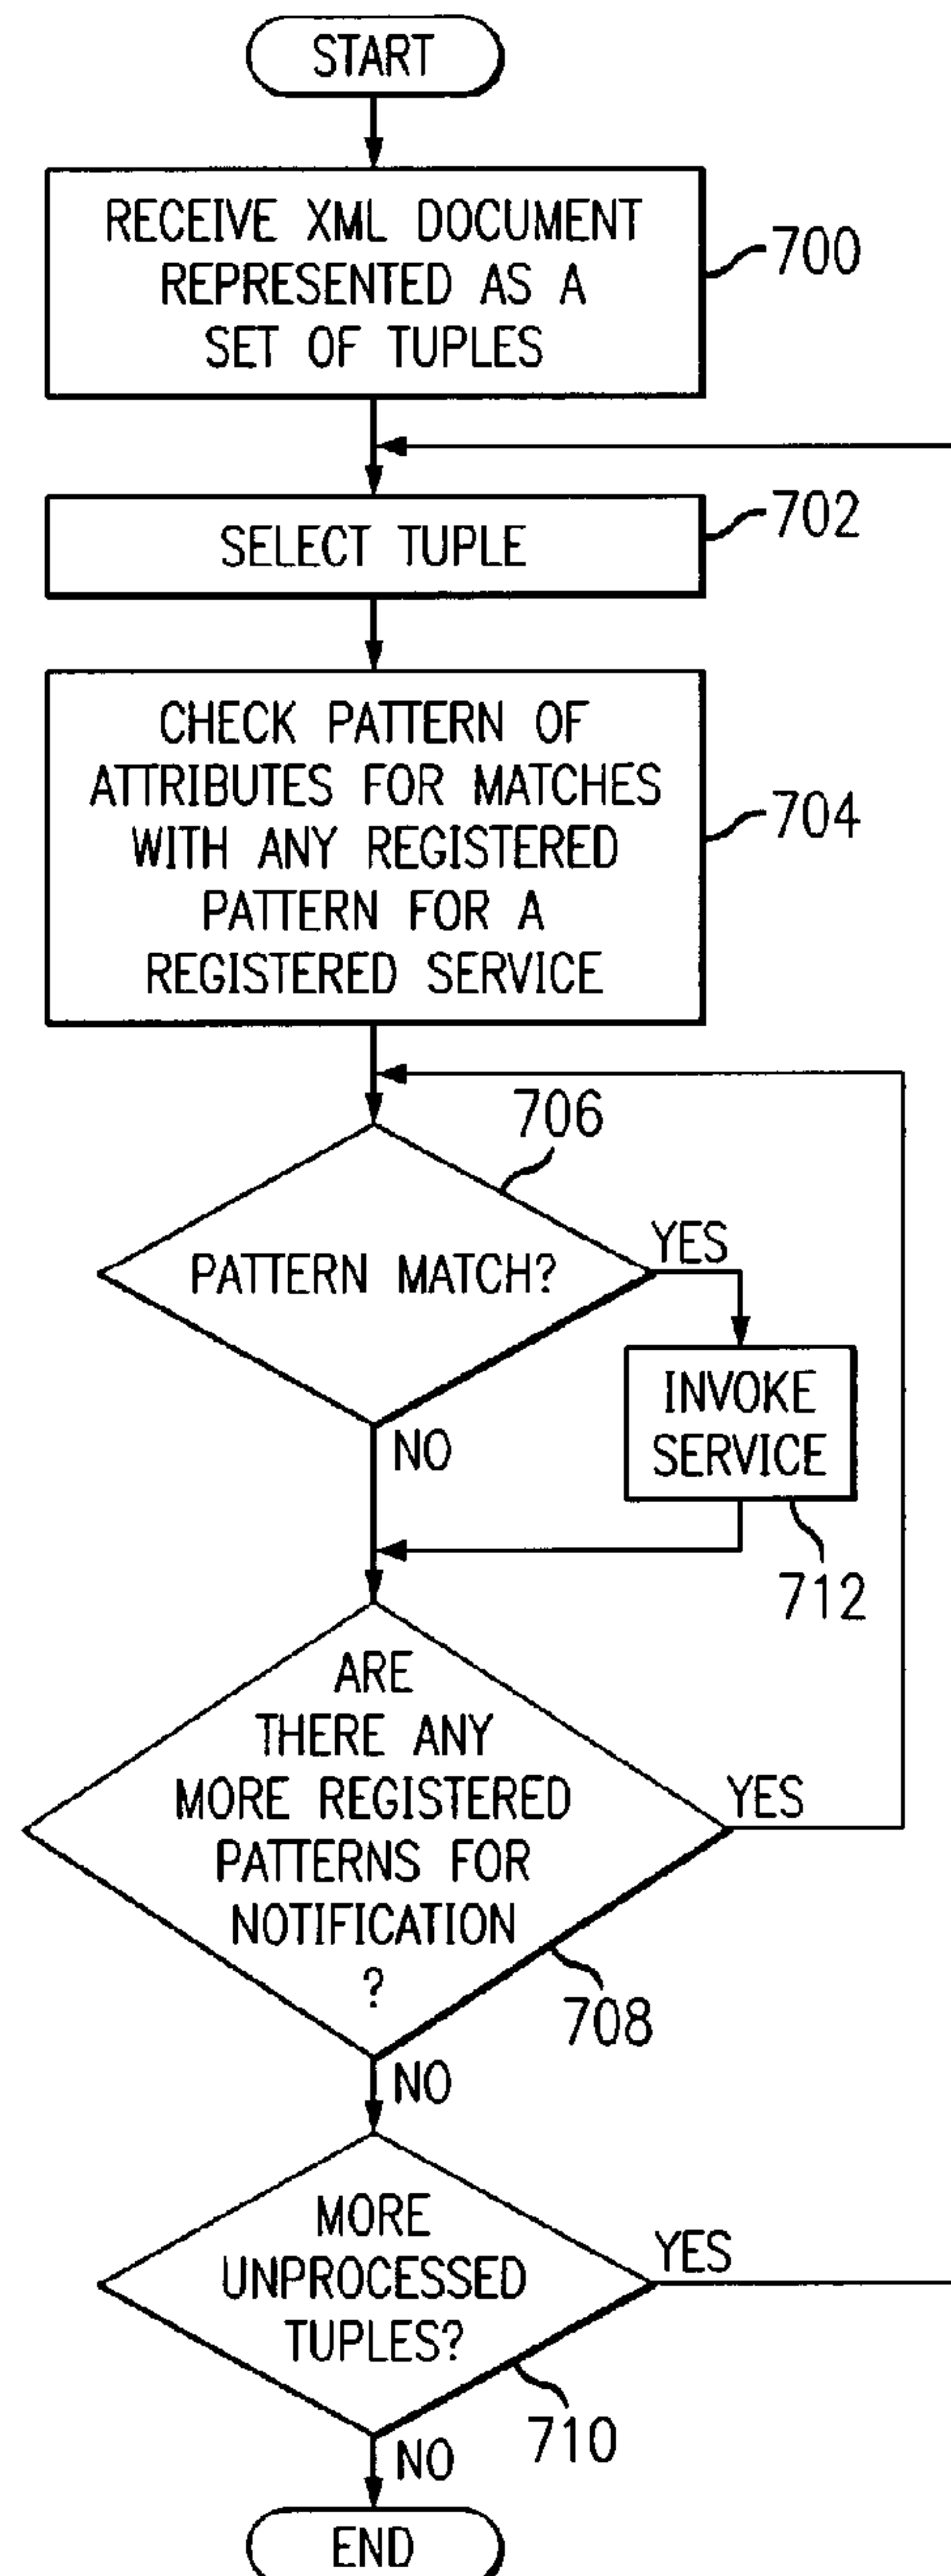 START
RECEIVE XML DOCUMENT
REPRESENTED AS A
SET OF TUPLES
700
SELECT TUPLE
702
CHECK PATTERN OF
ATTRIBUTES FOR MATCHES
WITH ANY REGISTERED
PATTERN FOR A
REGISTERED SERVICE
704
706
PATTERN MATCH?
YES
NO
INVOKE
SERVICE
712
ARE
THERE ANY
MORE REGISTERED
PATTERNS FOR
NOTIFICATION
?
YES
708
NO
MORE
UNPROCESSED
TUPLES?
YES
710
NO
END